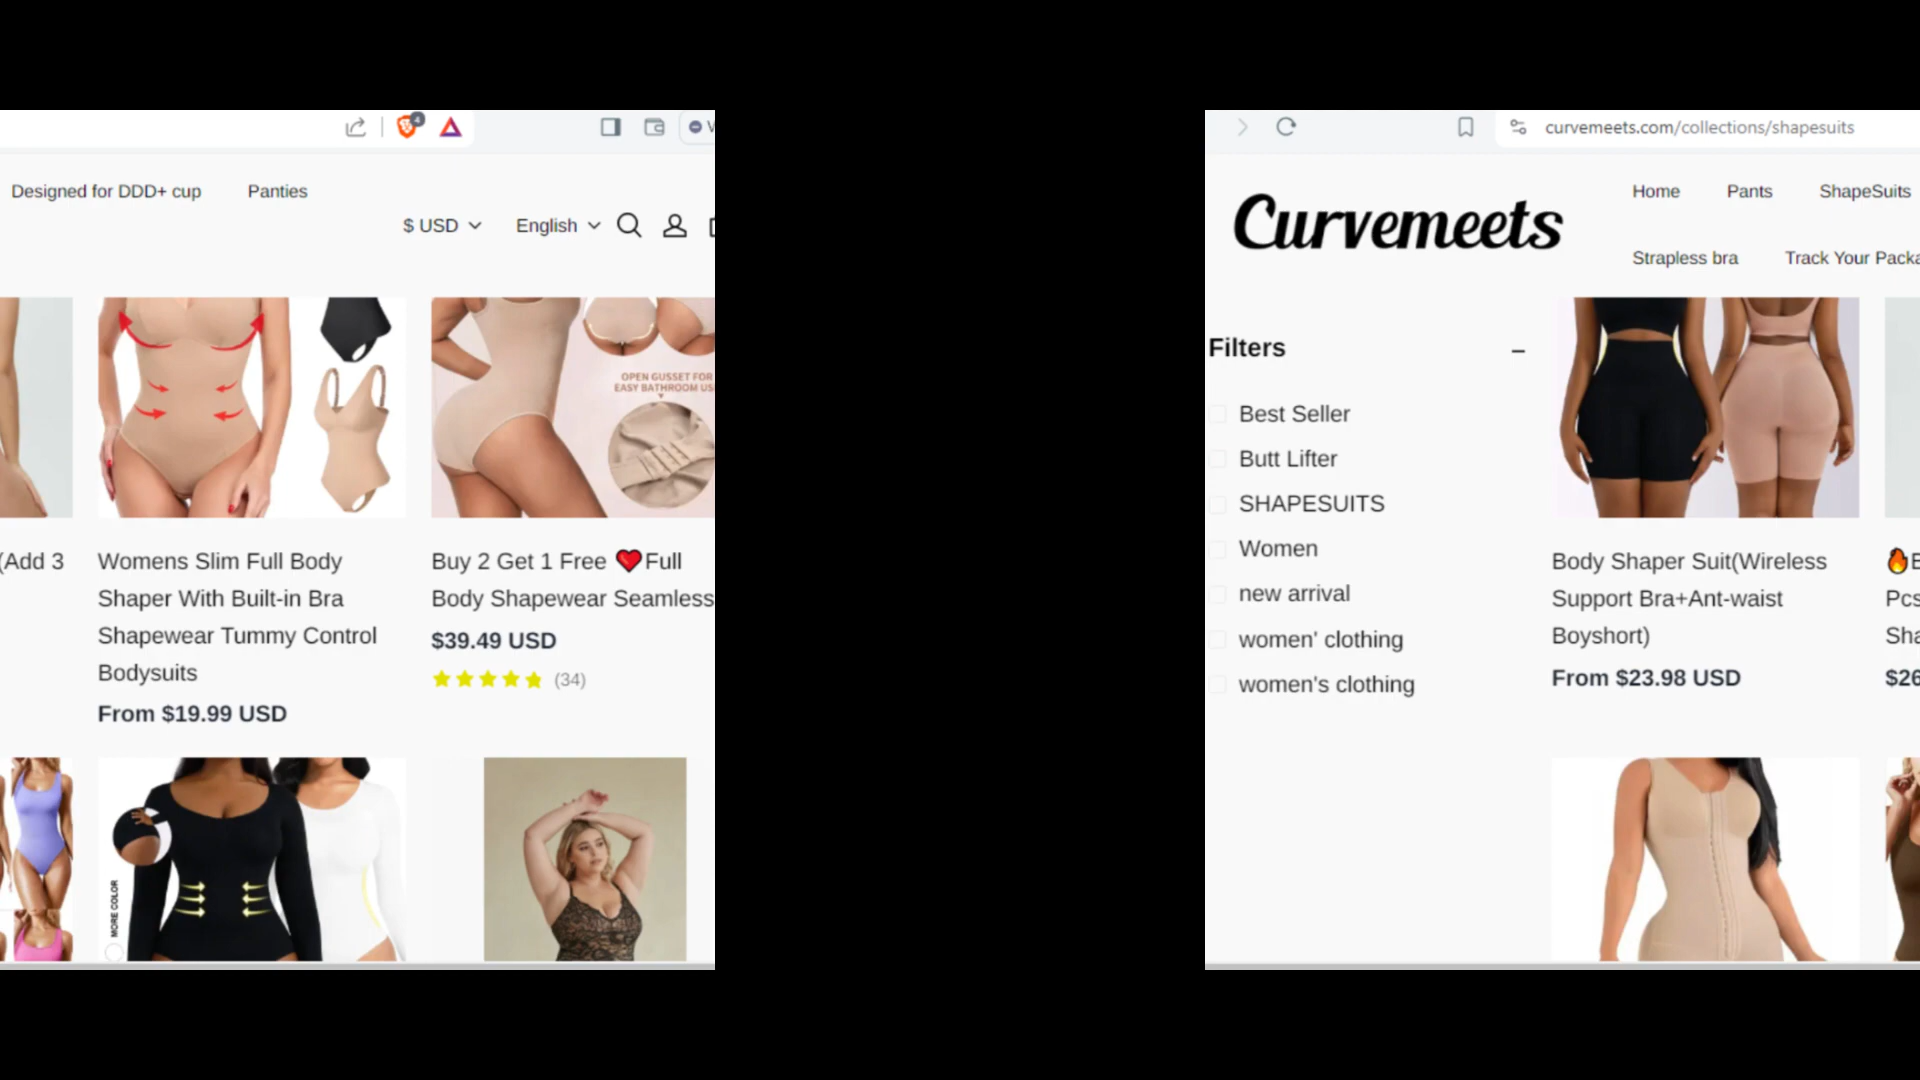 4
Designed for DDD+ cup
Panties
$ USD
English
OPEN GUSSET FOR
EASY BATHROOM
(Add 3
Womens Slim Full Body
Shaper With Built-in Bra
Shapewear Tummy Control
Bodysuits
From $19.99 USD
Buy 2 Get 1 Free ❤️Full
Body Shapewear Seamless
$39.49 USD
(34)
MORE COLOR
curvemeets.com/collections/shapesuits
Curvemeets
Home
Pants
ShapeSuits
Strapless bra
Track Your
Filters
Best Seller
Butt Lifter
SHAPESUITS
Women
new arrival
women' clothing
women's clothing
Body Shaper Suit(Wireless
Support Bra+Ant-waist
Boyshort)
From $23.98 USD